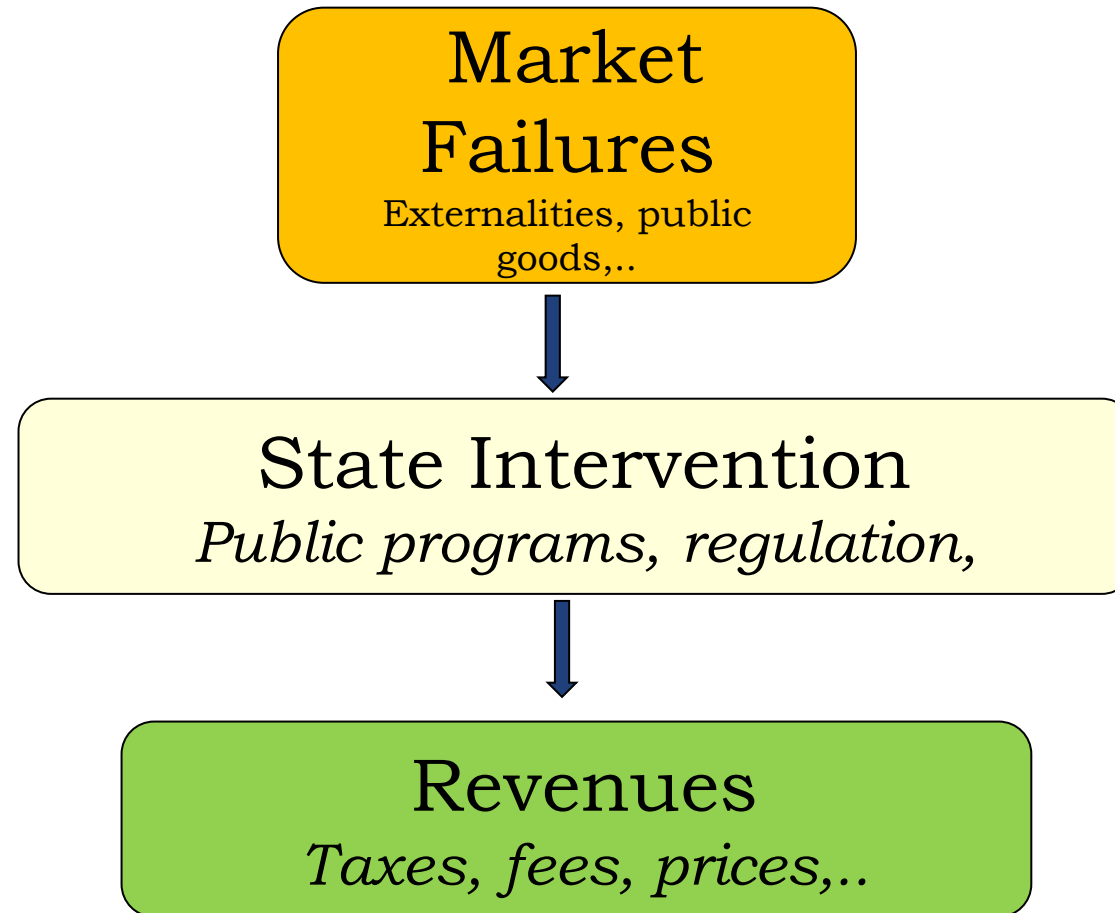 Market
Failures
Externalities, public
goods,..
State Intervention
Public programs, regulation,
Revenues
Taxes, fees, prices,..